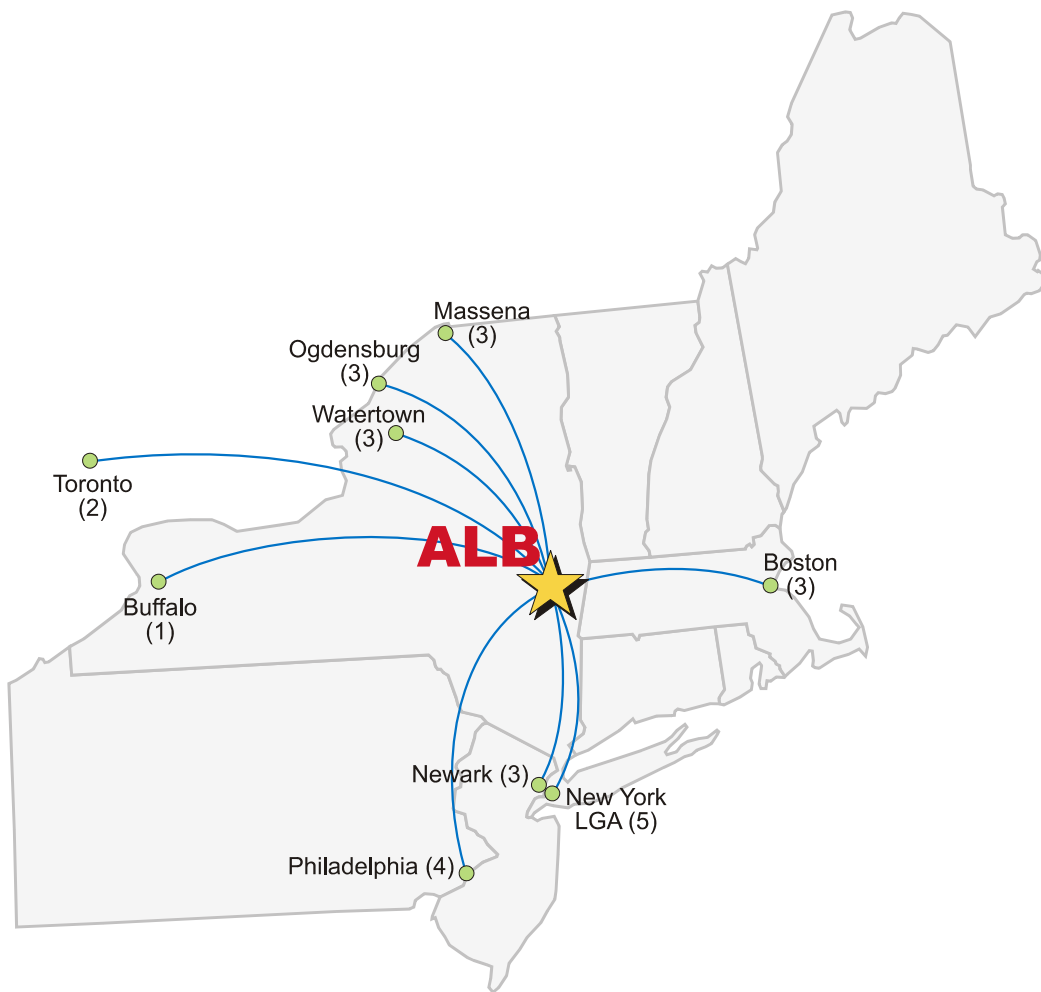 Massena
(3)
Ogdensburg
(3)
Watertown
(3)
Toronto
(2)
ALB
Buffalo
(1)
Boston
(3)
Newark (3)
New York
LGA (5)
Philadelphia (4)